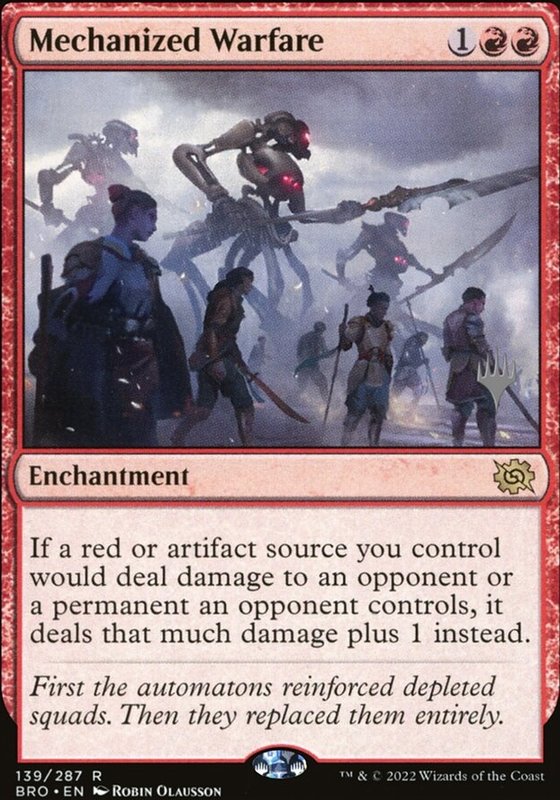 Mechanized Warfare 1
Enchantment
If a red or artifact source you control
would deal damage to an opponent or
a permanent an opponent controls, it
deals that much damage plus 1 instead.
First the automatons reinforced depleted
squads. Then they replaced them entirely.
139/287 R
BRO • EN Robin Olausson
™ & © 2022 Wizards of the Coast